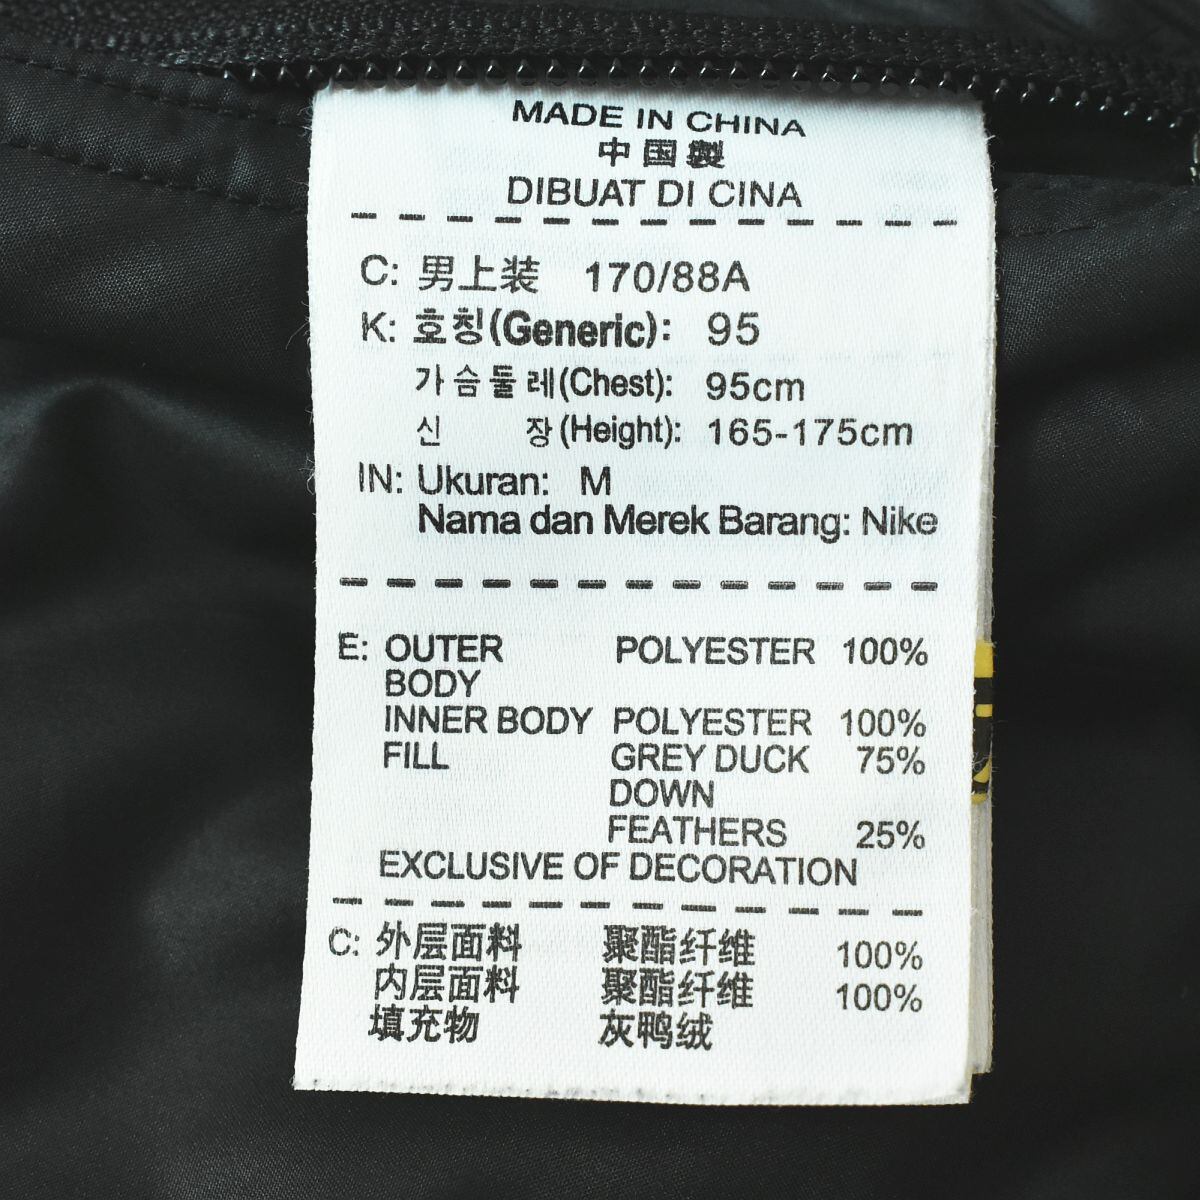 MADE IN CHINA
中国製
DIBUAT DI CINA
C: 男上装 170/88A
K: 호칭(Generic): 95
가슴둘레(Chest): 95cm
신 장(Height): 165-175cm
IN: Ukuran: M
Nama dan Merek Barang: Nike
E: OUTER POLYESTER 100%
BODY
INNER BODY POLYESTER 100%
FILL GREY DUCK 75%
DOWN
FEATHERS 25%
EXCLUSIVE OF DECORATION
C: 外层面料 聚酯纤维 100%
内层面料 聚酯纤维 100%
填充物 灰鸭绒